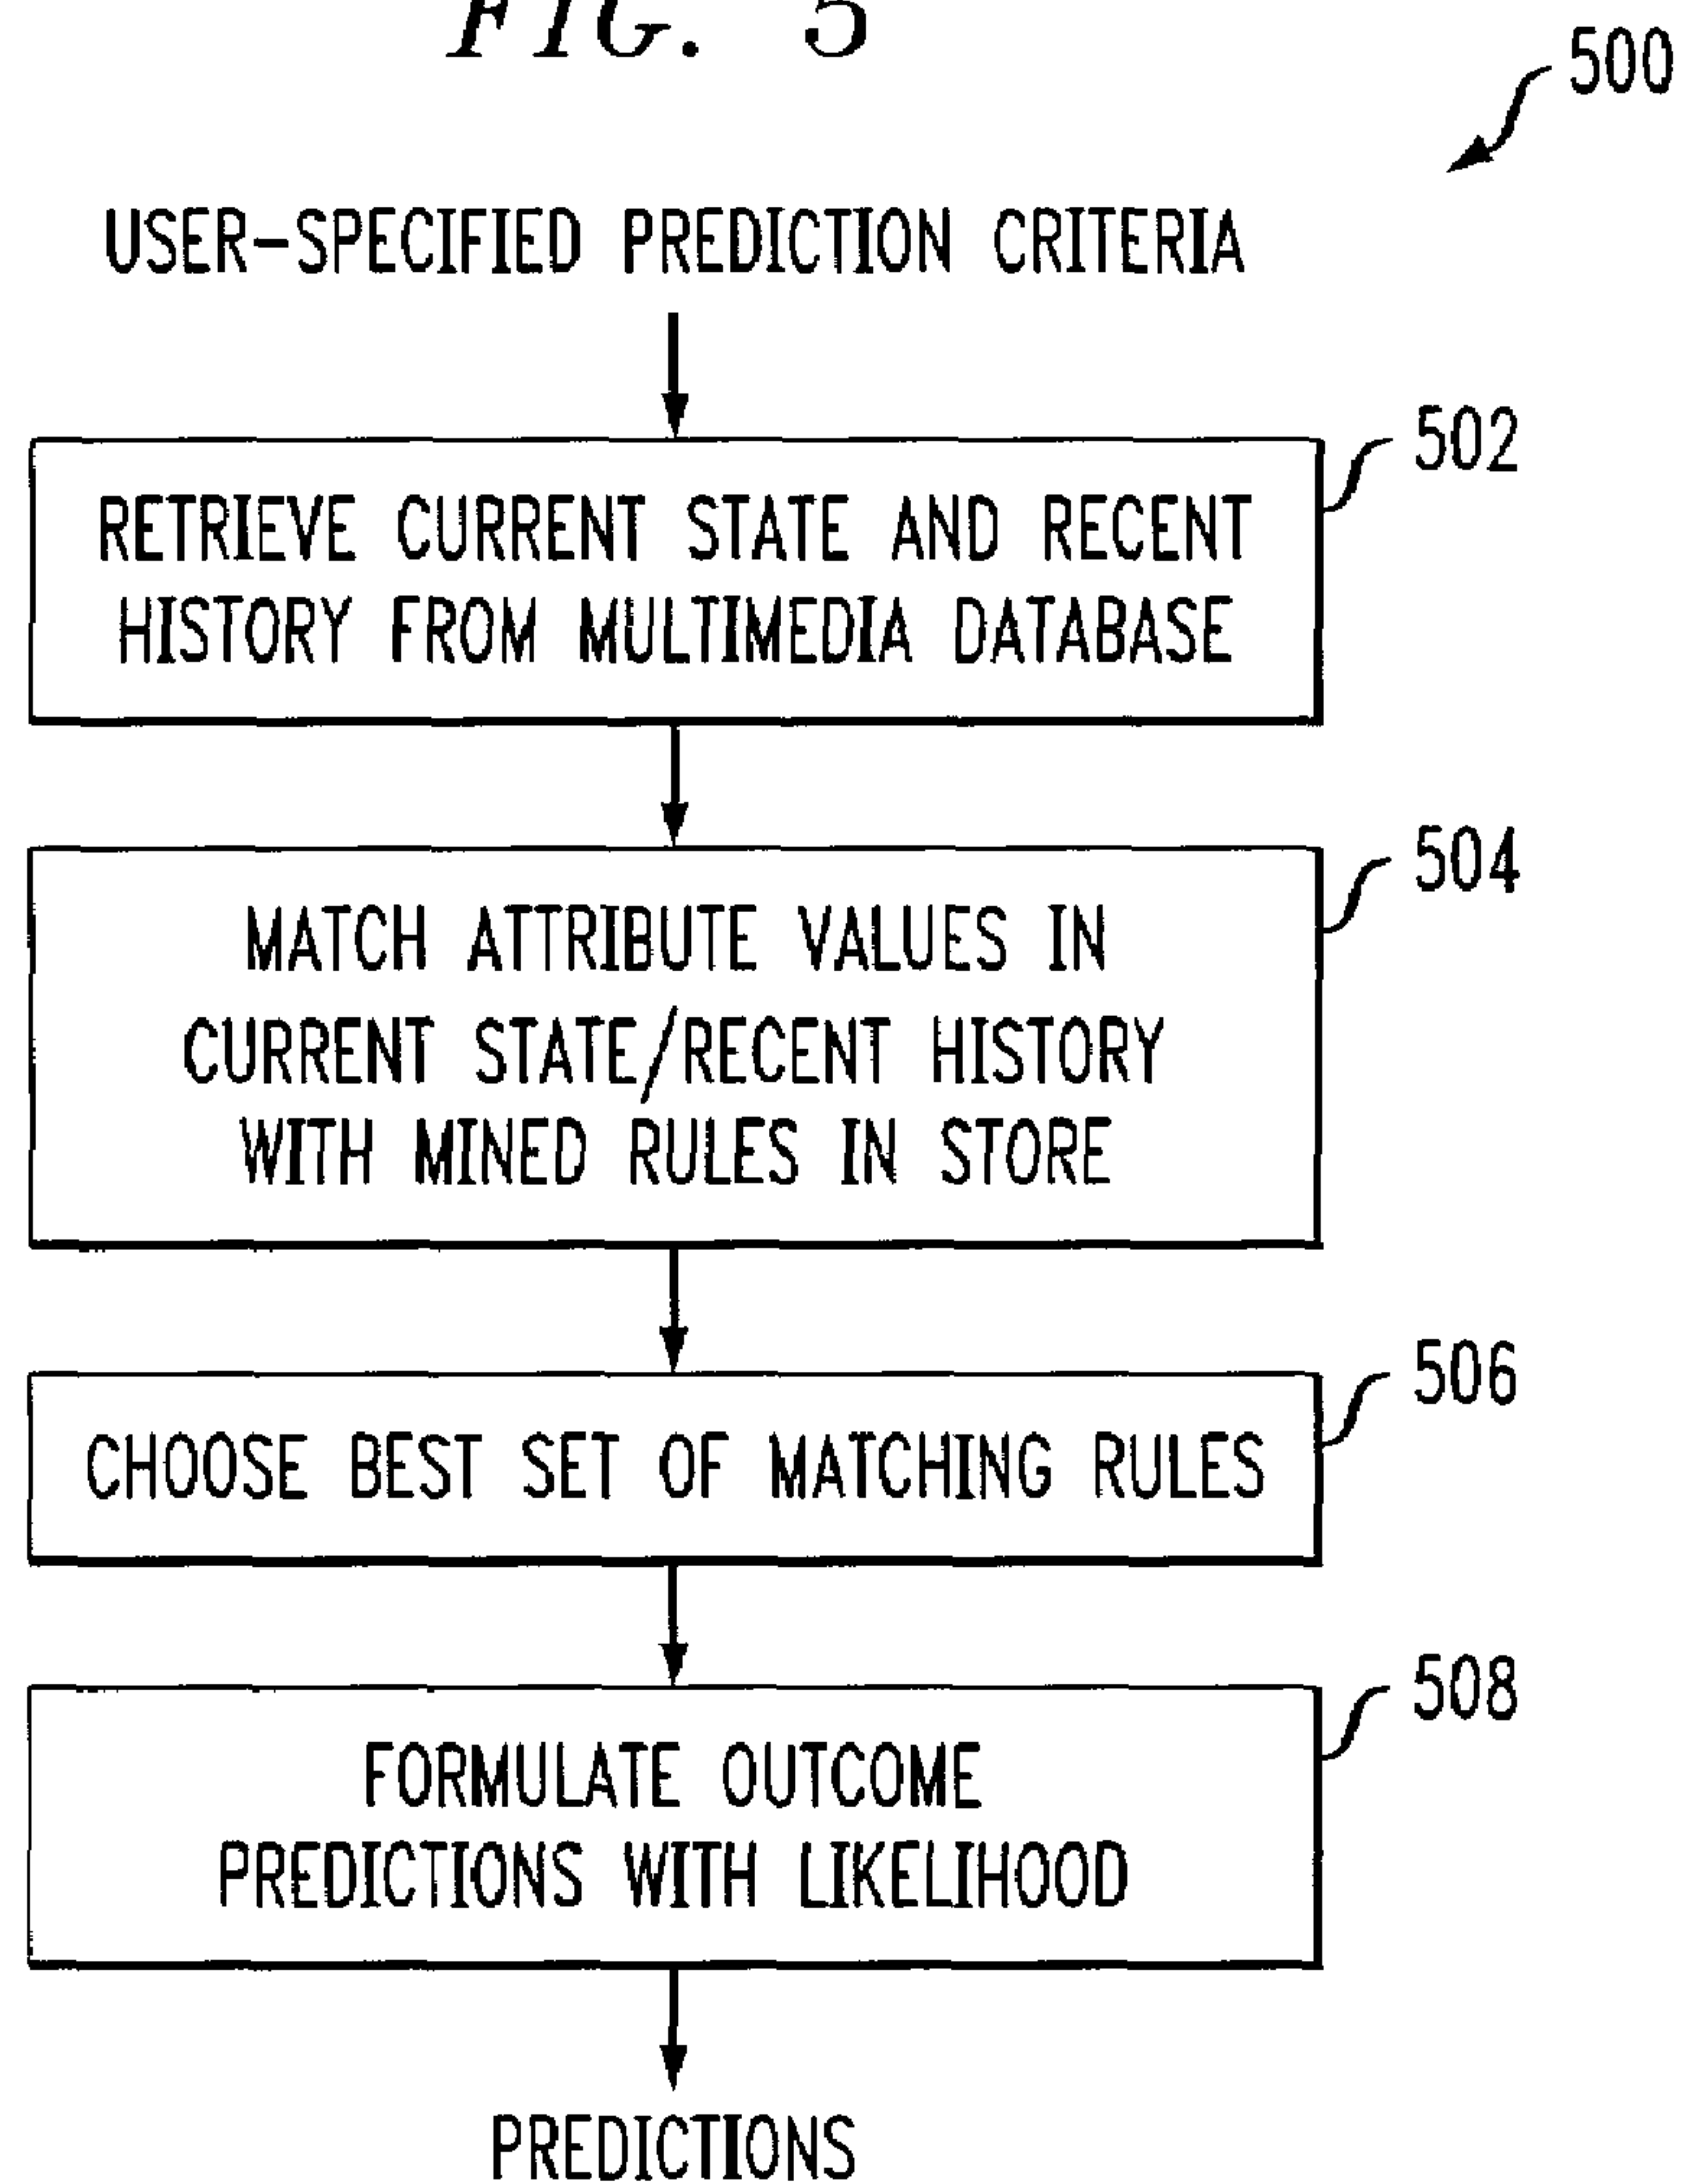 FIG. 5
500
USER-SPECIFIED PREDICTION CRITERIA
502
RETRIEVE CURRENT STATE AND RECENT
HISTORY FROM MULTIMEDIA DATABASE
504
MATCH ATTRIBUTE VALUES IN
CURRENT STATE/RECENT HISTORY
WITH MINED RULES IN STORE
506
CHOOSE BEST SET OF MATCHING RULES
508
FORMULATE OUTCOME
PREDICTIONS WITH LIKELIHOOD
PREDICTIONS